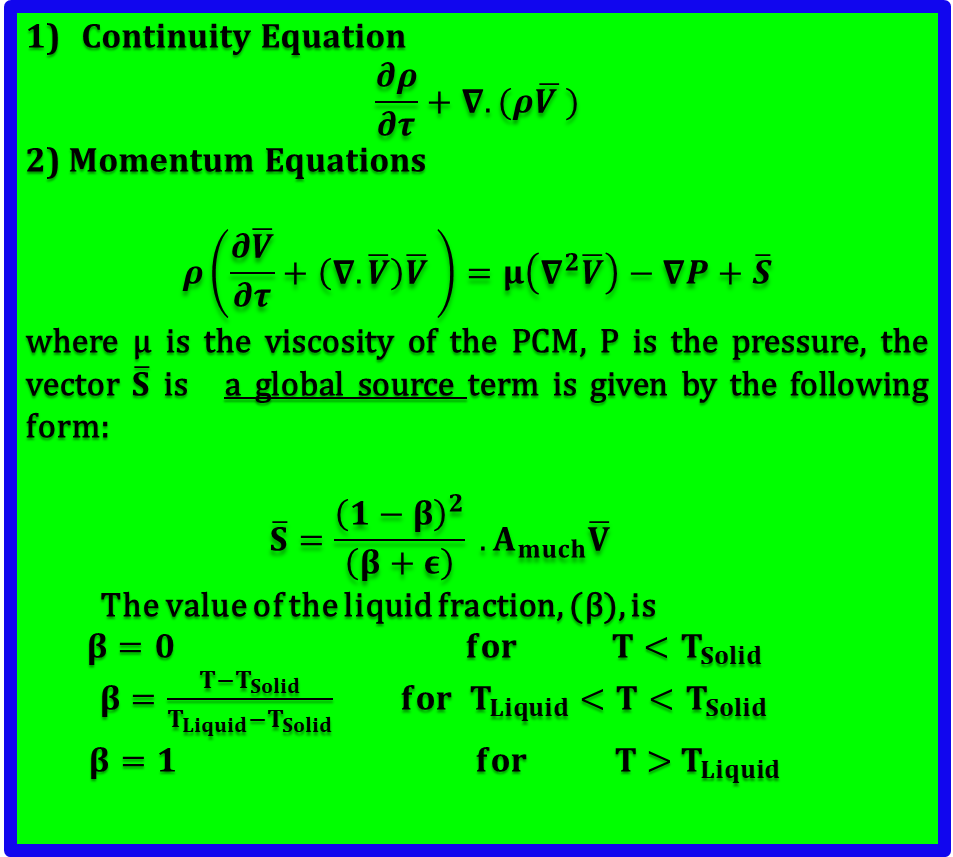 1) Continuity Equation
∂ρ/∂τ + ∇. (ρV̅ )
2) Momentum Equations
ρ(∂V̅/∂τ + (∇. V̅)V̅ ) = μ(∇²V̅) − ∇P + S̅
where μ is the viscosity of the PCM, P is the pressure, the
vector S̅ is a global source term is given by the following
form:
S̅ = (1 − β)²/(β + ϵ) . A_much V̅
The value of the liquid fraction, (β), is
β = 0 for T < T_Solid
β = T−T_Solid/T_Liquid−T_Solid for T_Liquid < T < T_Solid
β = 1 for T > T_Liquid